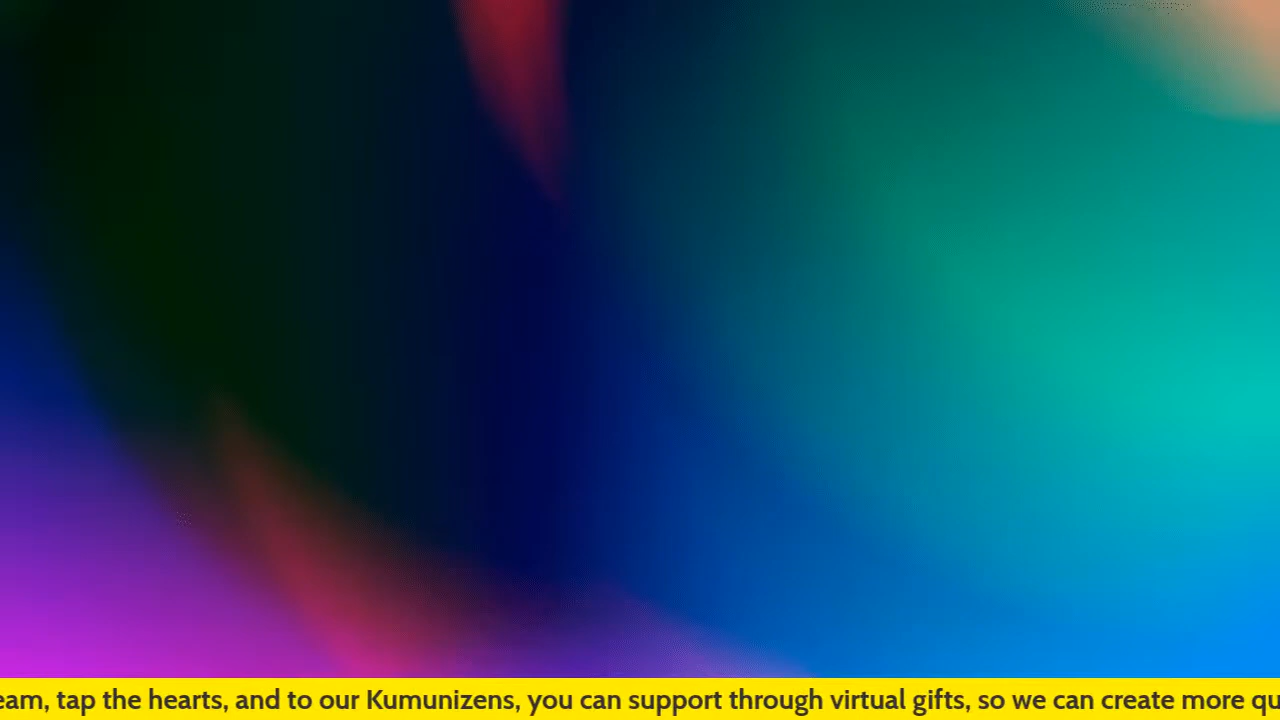 eam, tap the hearts, and to our Kumunizens, you can support through virtual gifts, so we can create more qu